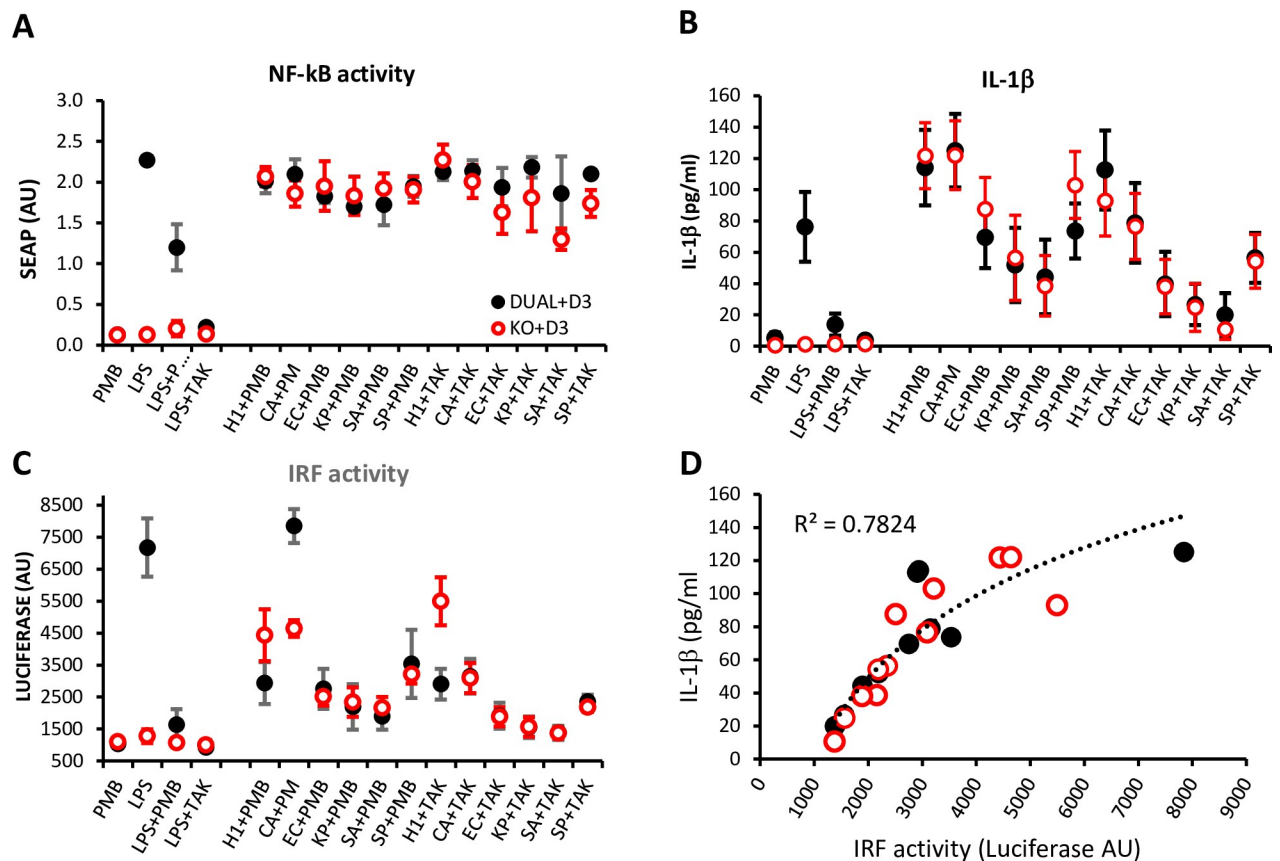 A
NF-kB activity
SEAP (AU)
3.0
2.5
2.0
1.5
1.0
0.5
0.0
DUAL+D3
KO+D3
PMB
LPS
LPS+P...
LPS+TAK
H1+PMB
CA+PM
EC+PMB
KP+PMB
SA+PMB
SP+PMB
H1+TAK
CA+TAK
EC+TAK
KP+TAK
SA+TAK
SP+TAK
B
IL-1β
IL-1β (pg/ml)
160
140
120
100
80
60
40
20
0
PMB
LPS
LPS+PMB
LPS+TAK
H1+PMB
CA+PM
EC+PMB
KP+PMB
SA+PMB
SP+PMB
H1+TAK
CA+TAK
EC+TAK
KP+TAK
SA+TAK
SP+TAK
C
IRF activity
LUCIFERASE (AU)
8500
7500
6500
5500
4500
3500
2500
1500
500
PMB
LPS
LPS+PMB
LPS+TAK
H1+PMB
CA+PM
EC+PMB
KP+PMB
SA+PMB
SP+PMB
H1+TAK
CA+TAK
EC+TAK
KP+TAK
SA+TAK
SP+TAK
D
R² = 0.7824
IL-1β (pg/ml)
160
140
120
100
80
60
40
20
0
0
1000
2000
3000
4000
5000
6000
7000
8000
9000
IRF activity (Luciferase AU)